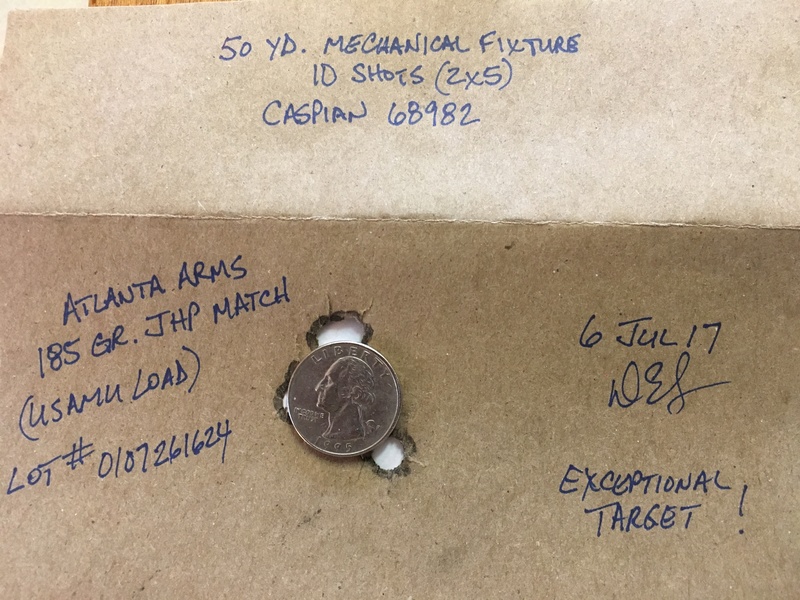 50 YD. MECHANICAL FIXTURE
10 SHOTS (2x5)
CASPIAN 68982
ATLANTA ARMS
185 GR. JHP MATCH
(USAMU LOAD)
LOT # 0107261624
6 JUL 17
DES
EXCEPTIONAL
TARGET !
LIBERTY